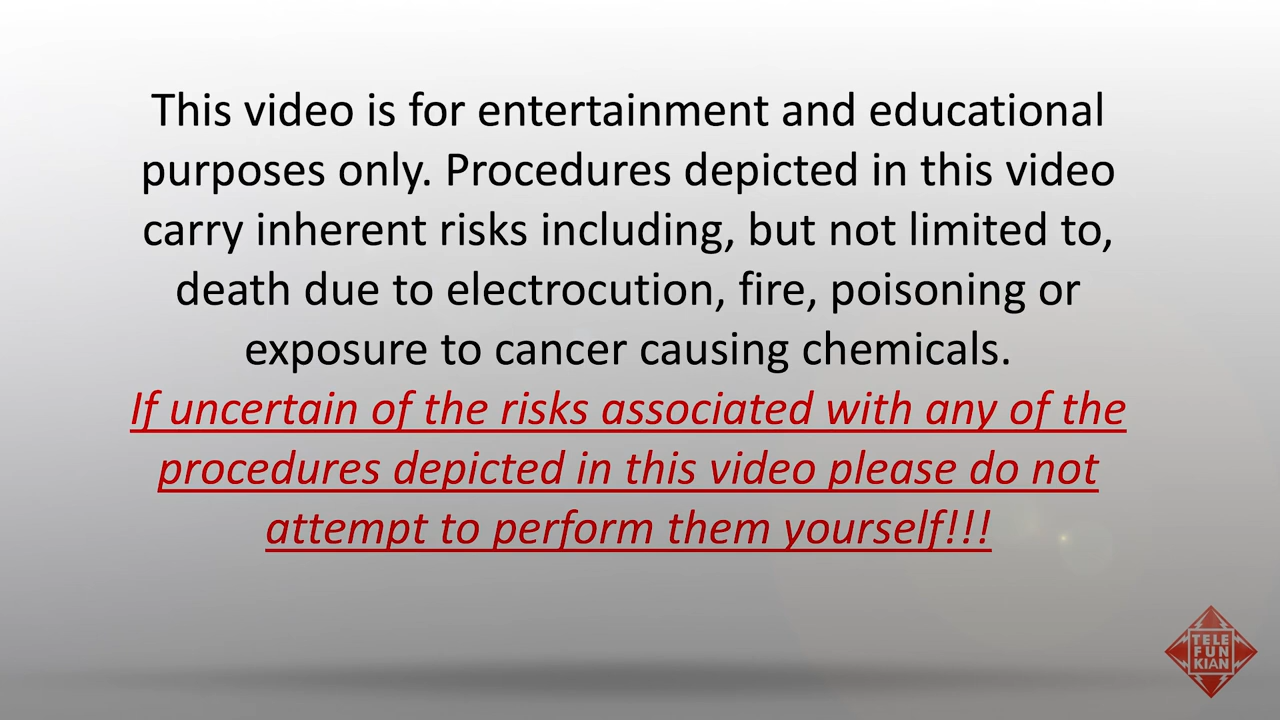 This video is for entertainment and educational
purposes only. Procedures depicted in this video
carry inherent risks including, but not limited to,
death due to electrocution, fire, poisoning or
exposure to cancer causing chemicals.
If uncertain of the risks associated with any of the
procedures depicted in this video please do not
attempt to perform them yourself!!!
TELE
FUN
KIAN